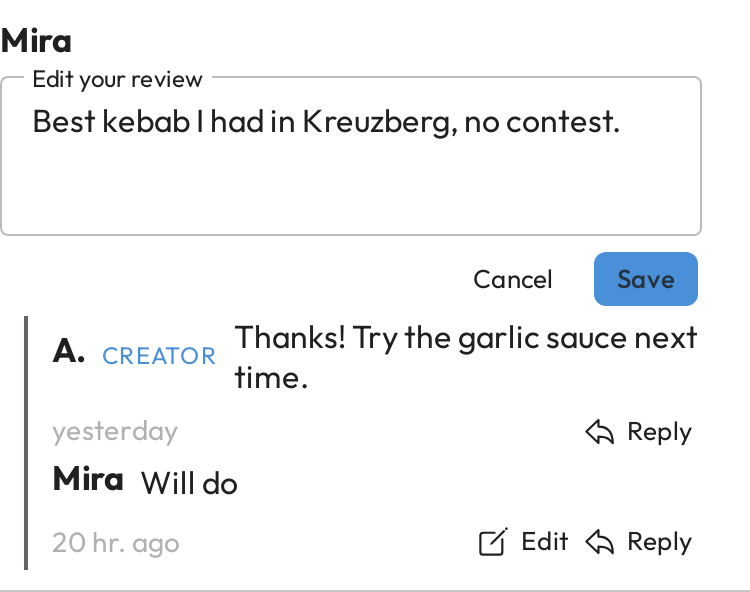 Mira
Edit your review
Best kebab I had in Kreuzberg, no contest.
Cancel Save
A. CREATOR Thanks! Try the garlic sauce next
time.
yesterday Reply
Mira Will do
20 hr. ago Edit Reply